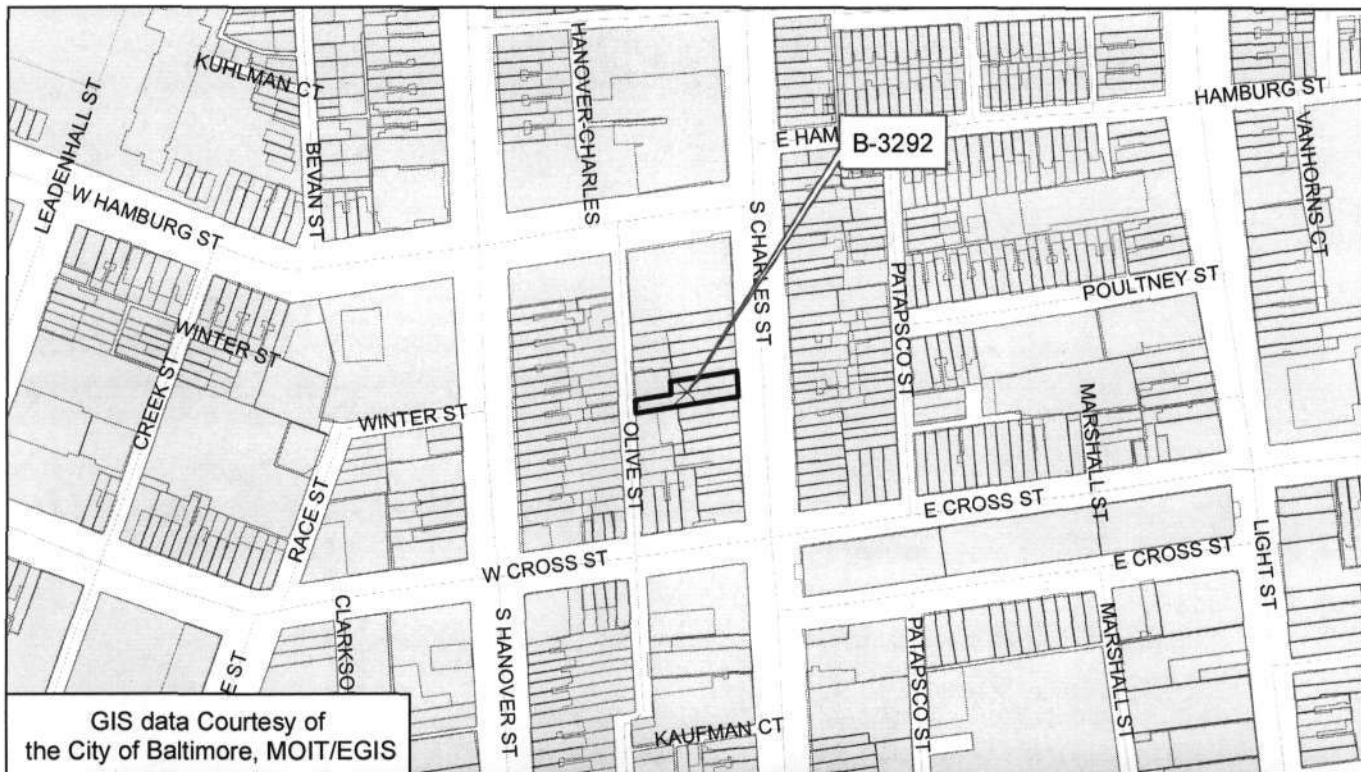 KUHLMAN CT
HANOVER-CHARLES
HAMBURG ST
LEADENHALL ST
BEVAN ST
E HAM
B-3292
VANHORNS CT
W HAMBURG ST
S CHARLES ST
PATAPSCO S
POULTNEY ST
WINTER ST
CREEK ST
WINTER ST
OLIVE ST
MARSHALL ST
RACE ST
E CROSS ST
W CROSS ST
E CROSS ST
LIGHT ST
CLARKSO
S HANOVER ST
PATAPSCO ST
MARSHALL ST
E ST
KAUFMAN CT
GIS data Courtesy of
the City of Baltimore, MOIT/EGIS